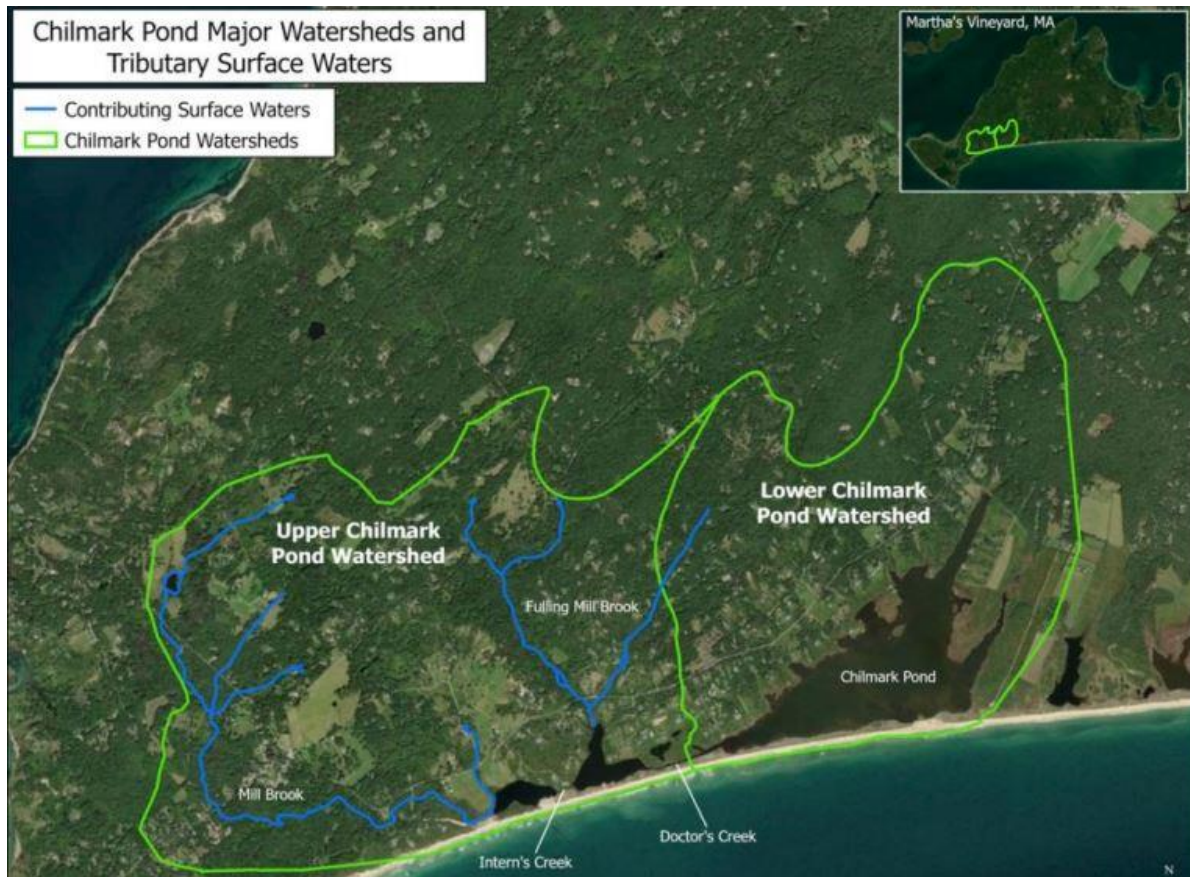 Chilmark Pond Major Watersheds and
Tributary Surface Waters
Contributing Surface Waters
Chilmark Pond Watersheds
Martha's Vineyard, MA
Upper Chilmark
Pond Watershed
Lower Chilmark
Pond Watershed
Fulling Mill Brook
Chilmark Pond
Mill Brook
Doctor's Creek
Intern's Creek
N